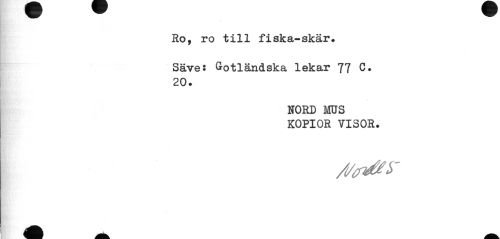 Ro, ro till fiska-skär.
Säve: Gotländska lekar 77 C.
20.
NORD MUS
KOPIOR VISOR.